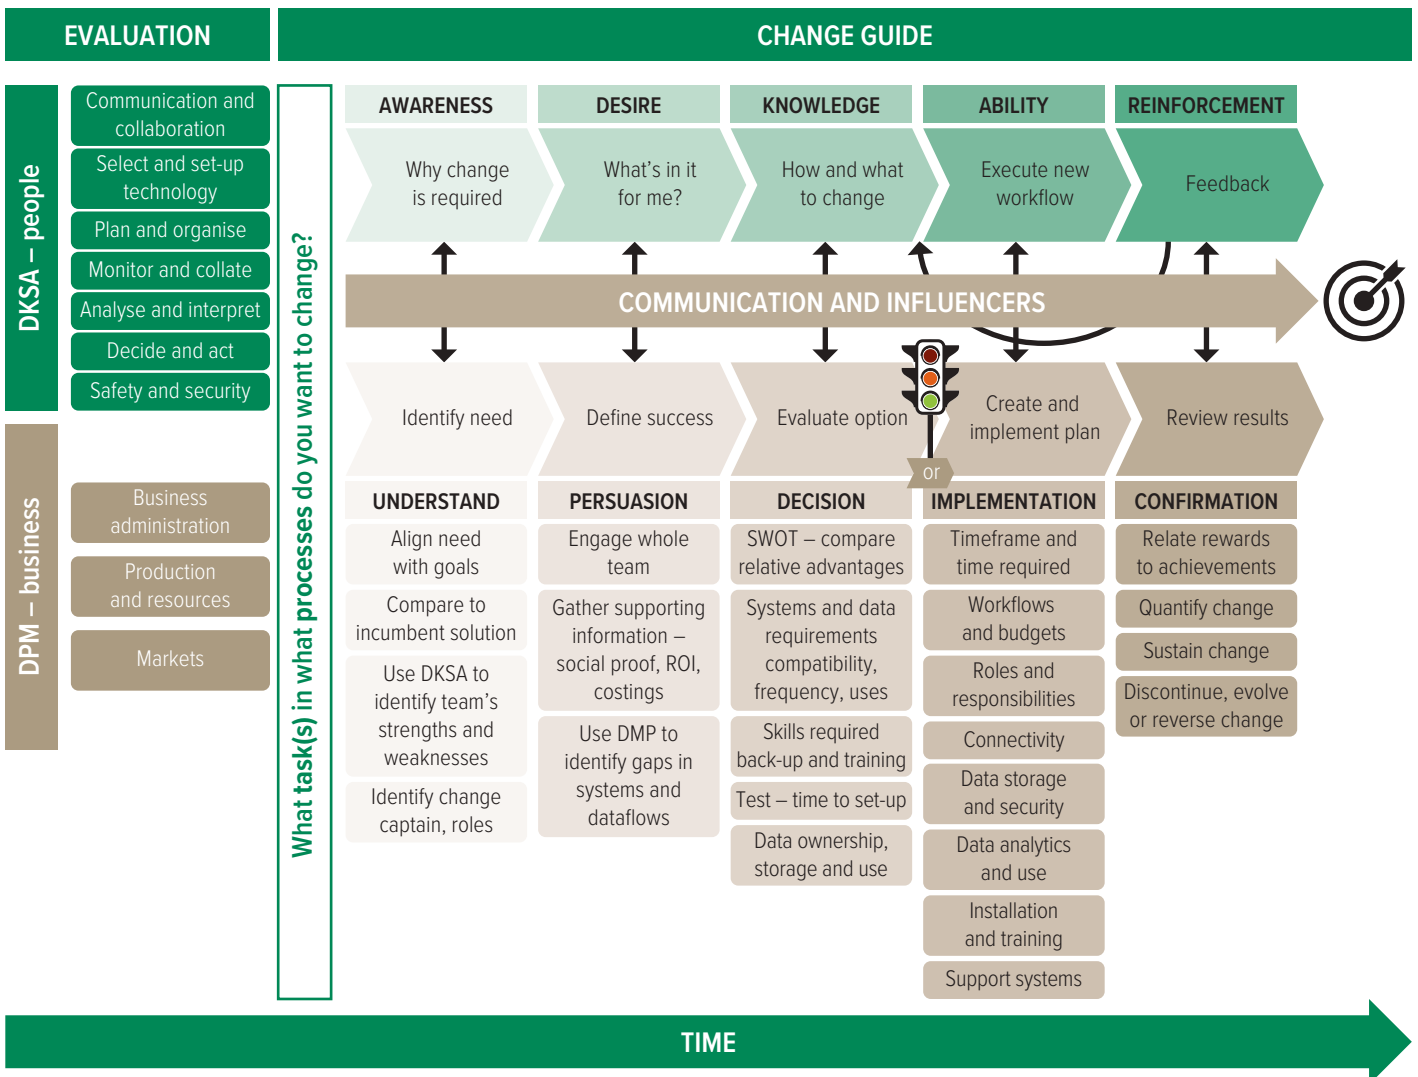 EVALUATION
CHANGE GUIDE
DKSA – people
Communication and
collaboration
Select and set-up
technology
Plan and organise
Monitor and collate
Analyse and interpret
Decide and act
Safety and security
DPM – business
Business
administration
Production
and resources
Markets
What task(s) in what processes do you want to change?
AWARENESS
DESIRE
KNOWLEDGE
ABILITY
REINFORCEMENT
Why change
is required
What's in it
for me?
How and what
to change
Execute new
workflow
Feedback
COMMUNICATION AND INFLUENCERS
Identify need
Define success
Evaluate option
or
Create and
implement plan
Review results
UNDERSTAND
Align need
with goals
Compare to
incumbent solution
Use DKSA to
identify team's
strengths and
weaknesses
Identify change
captain, roles
PERSUASION
Engage whole
team
Gather supporting
information –
social proof, ROI,
costings
Use DMP to
identify gaps in
systems and
dataflows
DECISION
SWOT – compare
relative advantages
Systems and data
requirements
compatibility,
frequency, uses
Skills required
back-up and training
Test – time to set-up
Data ownership,
storage and use
IMPLEMENTATION
Timeframe and
time required
Workflows
and budgets
Roles and
responsibilities
Connectivity
Data storage
and security
Data analytics
and use
Installation
and training
Support systems
CONFIRMATION
Relate rewards
to achievements
Quantify change
Sustain change
Discontinue, evolve
or reverse change
TIME